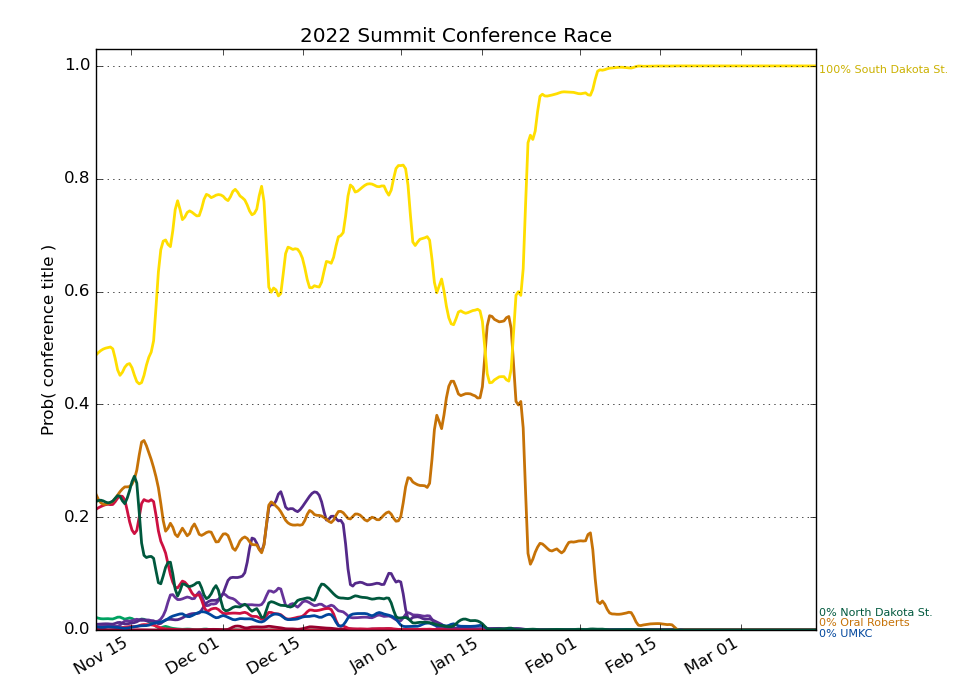 2022 Summit Conference Race
Prob( conference title )
1.0
0.8
0.6
0.4
0.2
0.0
100% South Dakota St.
0% North Dakota St.
0% Oral Roberts
0% UMKC
Nov 15
Dec 01
Dec 15
Jan 01
Jan 15
Feb 01
Feb 15
Mar 01